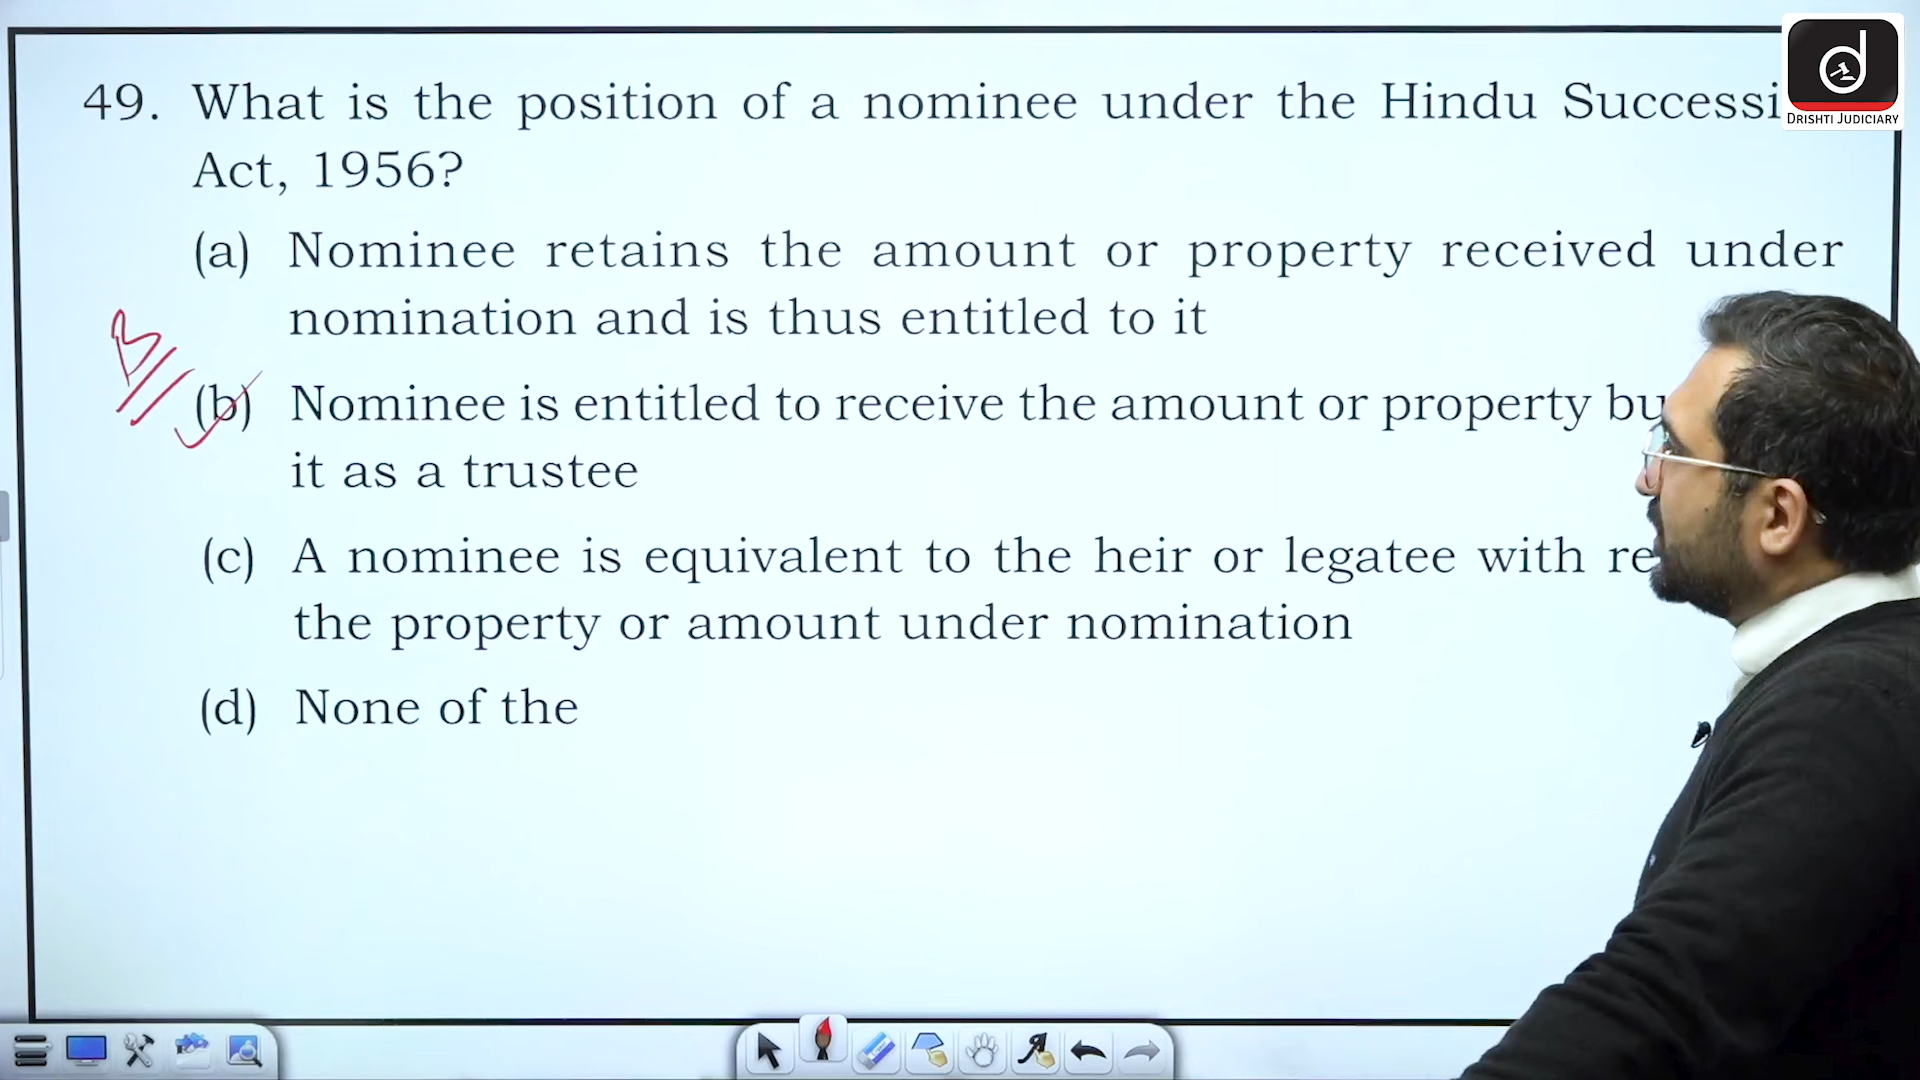 49. What is the position of a nominee under the Hindu
Act, 1956?
(a) Nominee retains the amount or property received under
nomination and is thus entitled to it
B
(b) Nominee is entitled to receive the amount or property
it as a trustee
(c) A nominee is equivalent to the heir or legatee with
the property or amount under nomination
(d) None of the
DRISHTI JUDICIARY